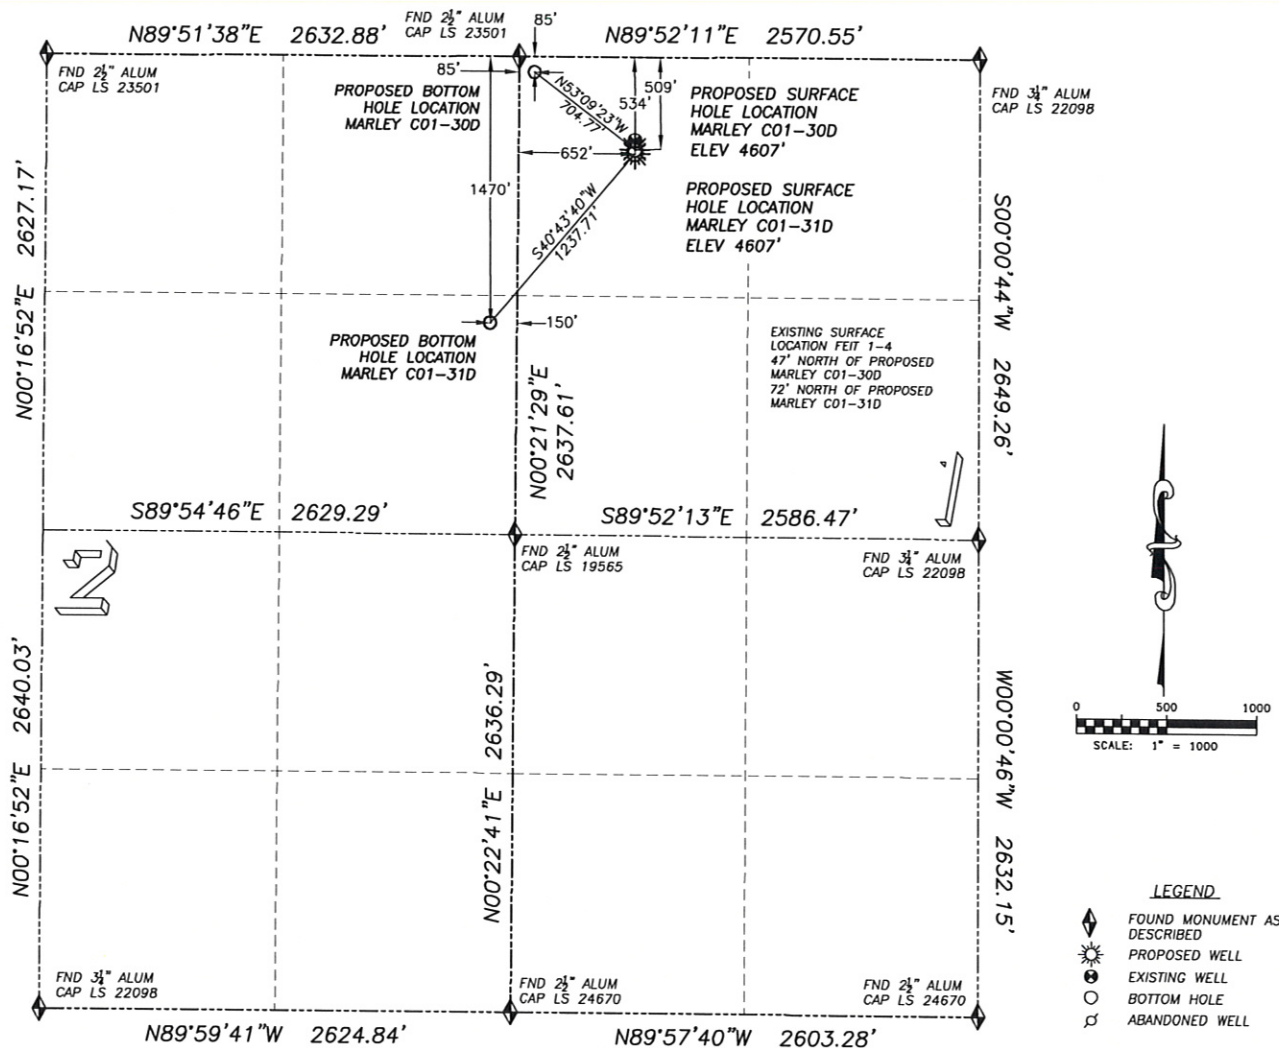 N89°51'38"E 2632.88'
FND 2½" ALUM
CAP LS 23501
85'
N89°52'11"E 2570.55'
FND 2½" ALUM
CAP LS 23501
85'
PROPOSED BOTTOM
HOLE LOCATION
MARLEY C01-30D
N53°09'23"W
704.77'
534'
509'
PROPOSED SURFACE
HOLE LOCATION
MARLEY C01-30D
ELEV 4607'
FND 3¼" ALUM
CAP LS 22098
652'
1470'
S40°43'40"W
1237.71'
PROPOSED SURFACE
HOLE LOCATION
MARLEY C01-31D
ELEV 4607'
N00°16'52"E 2627.17'
S00°00'44"W 2649.26'
150'
PROPOSED BOTTOM
HOLE LOCATION
MARLEY C01-31D
EXISTING SURFACE
LOCATION FEIT 1-4
47' NORTH OF PROPOSED
MARLEY C01-30D
72' NORTH OF PROPOSED
MARLEY C01-31D
N00°21'29"E
2637.61'
S89°54'46"E 2629.29'
S89°52'13"E 2586.47'
1
FND 2½" ALUM
CAP LS 19565
FND 3¼" ALUM
CAP LS 22098
12
N00°16'52"E 2640.03'
N00°22'41"E 2636.29'
W00°00'46"W 2632.15'
0 500 1000
SCALE: 1" = 1000
FND 3¼" ALUM
CAP LS 22098
FND 2½" ALUM
CAP LS 24670
FND 2½" ALUM
CAP LS 24670
N89°59'41"W 2624.84'
N89°57'40"W 2603.28'
LEGEND
FOUND MONUMENT AS
DESCRIBED
PROPOSED WELL
EXISTING WELL
BOTTOM HOLE
ABANDONED WELL